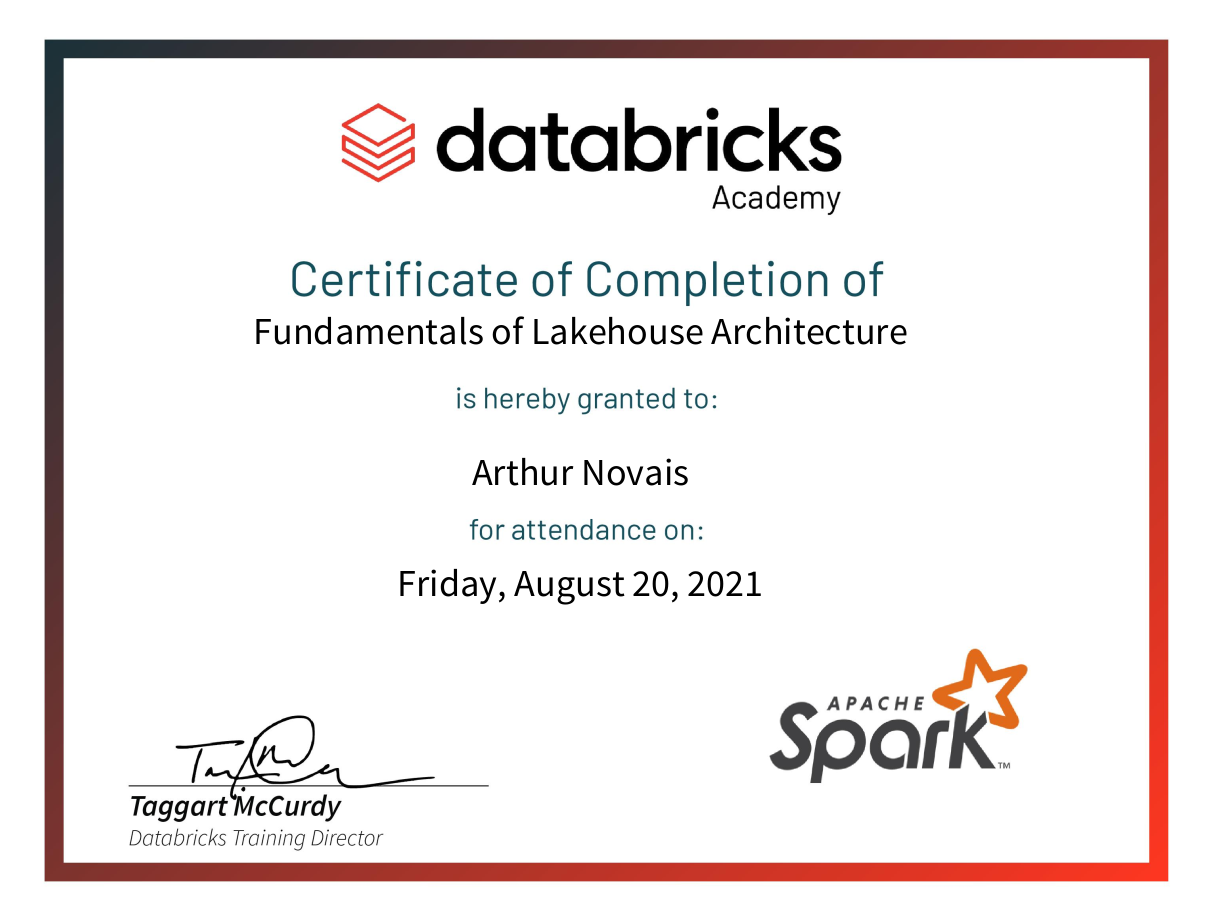 databricks
Academy
Certificate of Completion of
Fundamentals of Lakehouse Architecture
is hereby granted to:
Arthur Novais
for attendance on:
Friday, August 20, 2021
APACHE
Spark™
Taggart McCurdy
Databricks Training Director